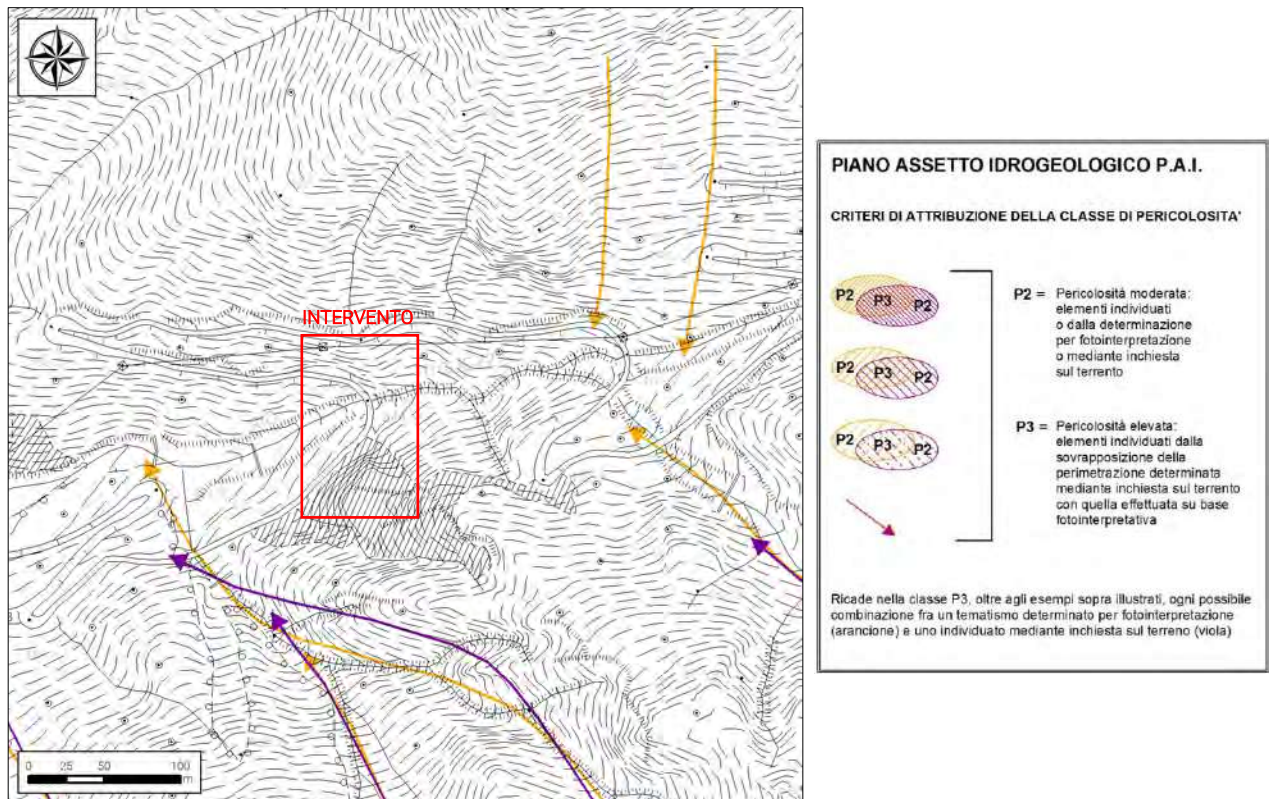 INTERVENTO
0 25 50 100
m
PIANO ASSETTO IDROGEOLOGICO P.A.I.
CRITERI DI ATTRIBUZIONE DELLA CLASSE DI PERICOLOSITA'
P2 P3 P2
P2 P3 P2
P2 P3 P2
P2 = Pericolosità moderata:
elementi individuati
o dalla determinazione
per fotointerpretazione
o mediante inchiesta
sul terrento
P3 = Pericolosità elevata:
elementi individuati dalla
sovrapposizione della
perimetrazione determinata
mediante inchiesta sul terrento
con quella effettuata su base
fotointerpretativa
Ricade nella classe P3, oltre agli esempi sopra illustrati, ogni possibile
combinazione fra un tematismo determinato per fotointerpretazione
(arancione) e uno individuato mediante inchiesta sul terreno (viola)